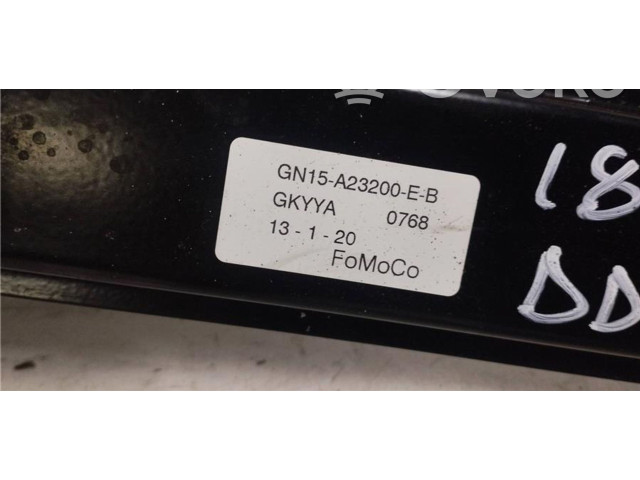 GN15-A23200-E-B
GKYYA 0768
13 - 1 - 20
FoMoCo
18
DD